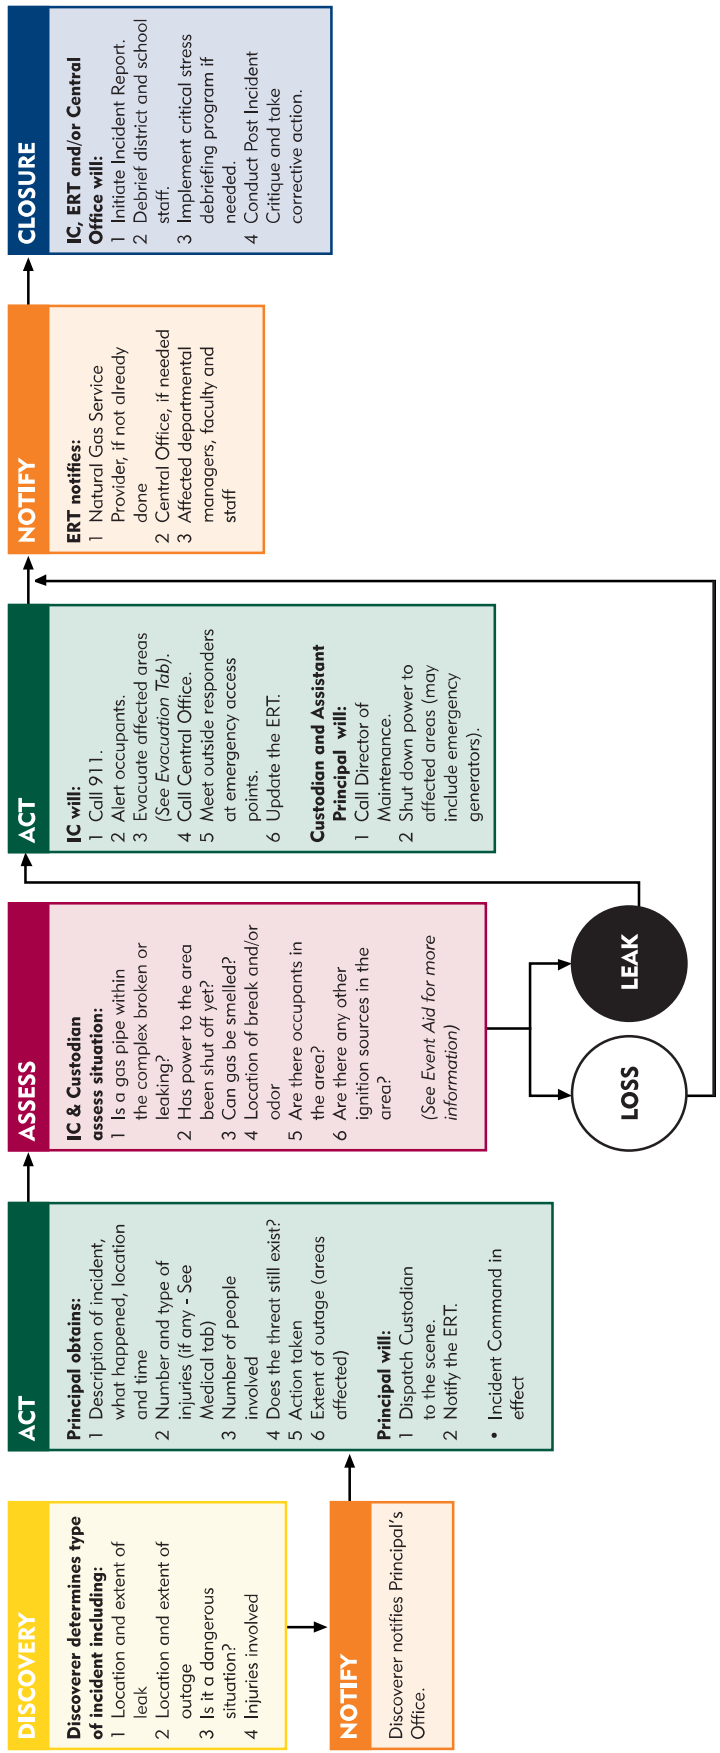 DISCOVERY
Discoverer determines type
of incident including:
1 Location and extent of
leak
2 Location and extent of
outage
3 Is it a dangerous
situation?
4 Injuries involved
NOTIFY
Discoverer notifies Principal's
Office.
ACT
Principal obtains:
1 Description of incident,
what happened, location
and time
2 Number and type of
injuries (if any - See
Medical tab)
3 Number of people
involved
4 Does the threat still exist?
5 Action taken
6 Extent of outage (areas
affected)
Principal will:
1 Dispatch Custodian
to the scene.
2 Notify the ERT.
• Incident Command in
effect
ASSESS
IC & Custodian
assess situation:
1 Is a gas pipe within
the complex broken or
leaking?
2 Has power to the area
been shut off yet?
3 Can gas be smelled?
4 Location of break and/or
odor
5 Are there occupants in
the area?
6 Are there any other
ignition sources in the
area?
(See Event Aid for more
information)
LOSS
LEAK
ACT
IC will:
1 Call 911.
2 Alert occupants.
3 Evacuate affected areas
(See Evacuation Tab).
4 Call Central Office.
5 Meet outside responders
at emergency access
points.
6 Update the ERT.
Custodian and Assistant
Principal will:
1 Call Director of
Maintenance.
2 Shut down power to
affected areas (may
include emergency
generators).
NOTIFY
ERT notifies:
1 Natural Gas Service
Provider, if not already
done
2 Central Office, if needed
3 Affected departmental
managers, faculty and
staff
CLOSURE
IC, ERT and/or Central
Office will:
1 Initiate Incident Report.
2 Debrief district and school
staff.
3 Implement critical stress
debriefing program if
needed.
4 Conduct Post Incident
Critique and take
corrective action.